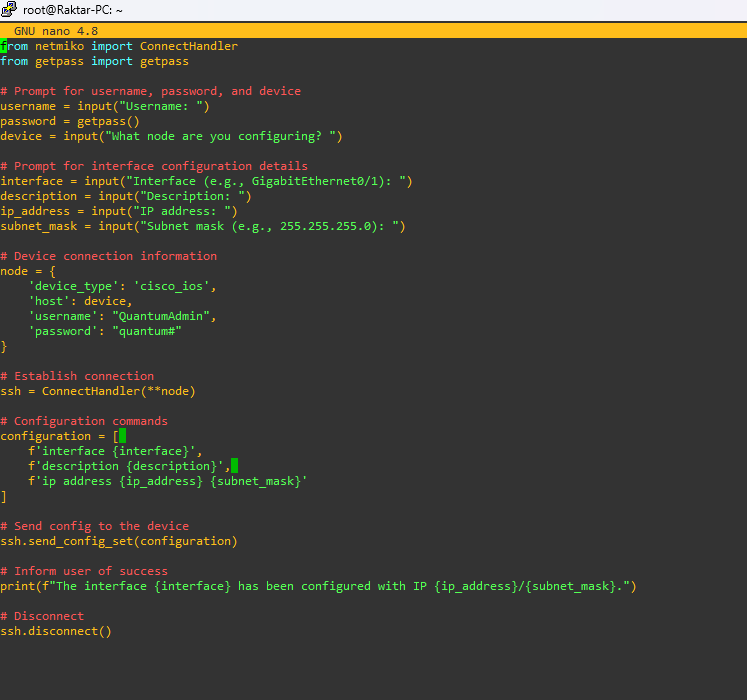 root@Raktar-PC: ~
GNU nano 4.8
from netmiko import ConnectHandler
from getpass import getpass

# Prompt for username, password, and device
username = input("Username: ")
password = getpass()
device = input("What node are you configuring? ")

# Prompt for interface configuration details
interface = input("Interface (e.g., GigabitEthernet0/1): ")
description = input("Description: ")
ip_address = input("IP address: ")
subnet_mask = input("Subnet mask (e.g., 255.255.255.0): ")

# Device connection information
node = {
    'device_type': 'cisco_ios',
    'host': device,
    'username': "QuantumAdmin",
    'password': "quantum#"
}

# Establish connection
ssh = ConnectHandler(**node)

# Configuration commands
configuration = [
    f'interface {interface}',
    f'description {description}',
    f'ip address {ip_address} {subnet_mask}'
]

# Send config to the device
ssh.send_config_set(configuration)

# Inform user of success
print(f"The interface {interface} has been configured with IP {ip_address}/{subnet_mask}.")

# Disconnect
ssh.disconnect()